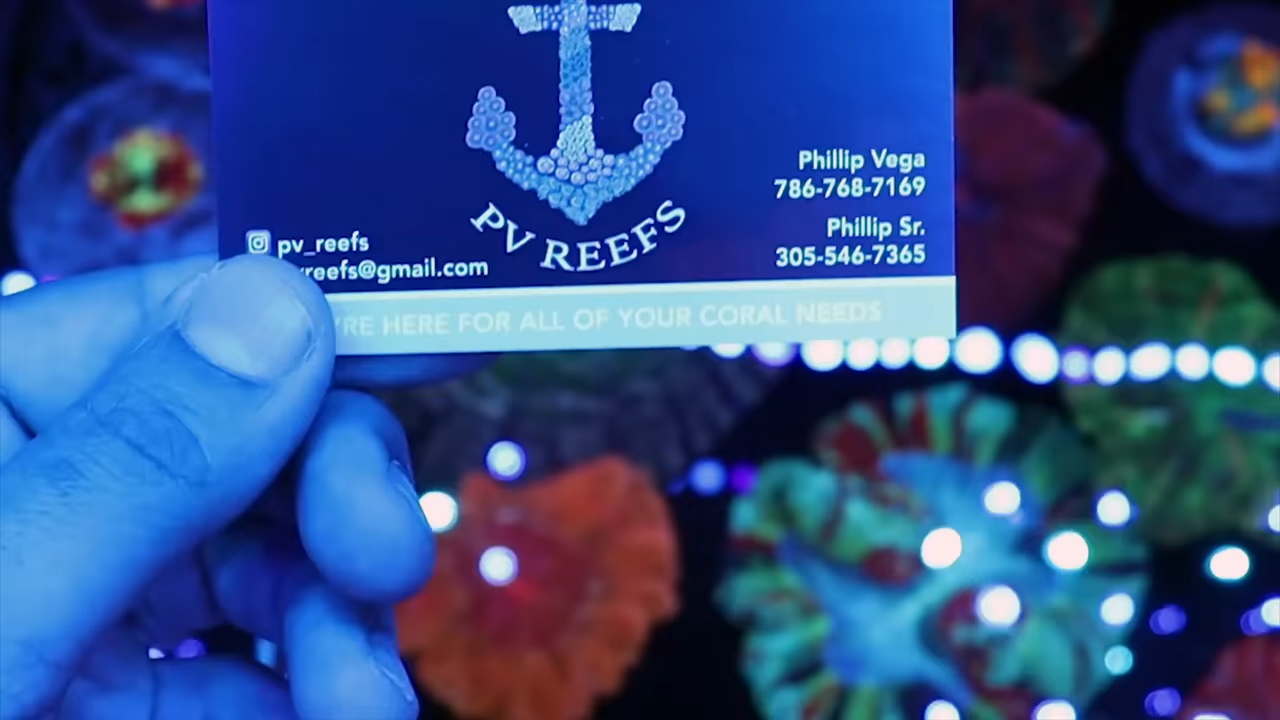 PV REEFS
Phillip Vega
786-768-7169
Phillip Sr.
305-546-7365
pv_reefs
reefs@gmail.com
'RE HERE FOR ALL OF YOUR CORAL NEEDS